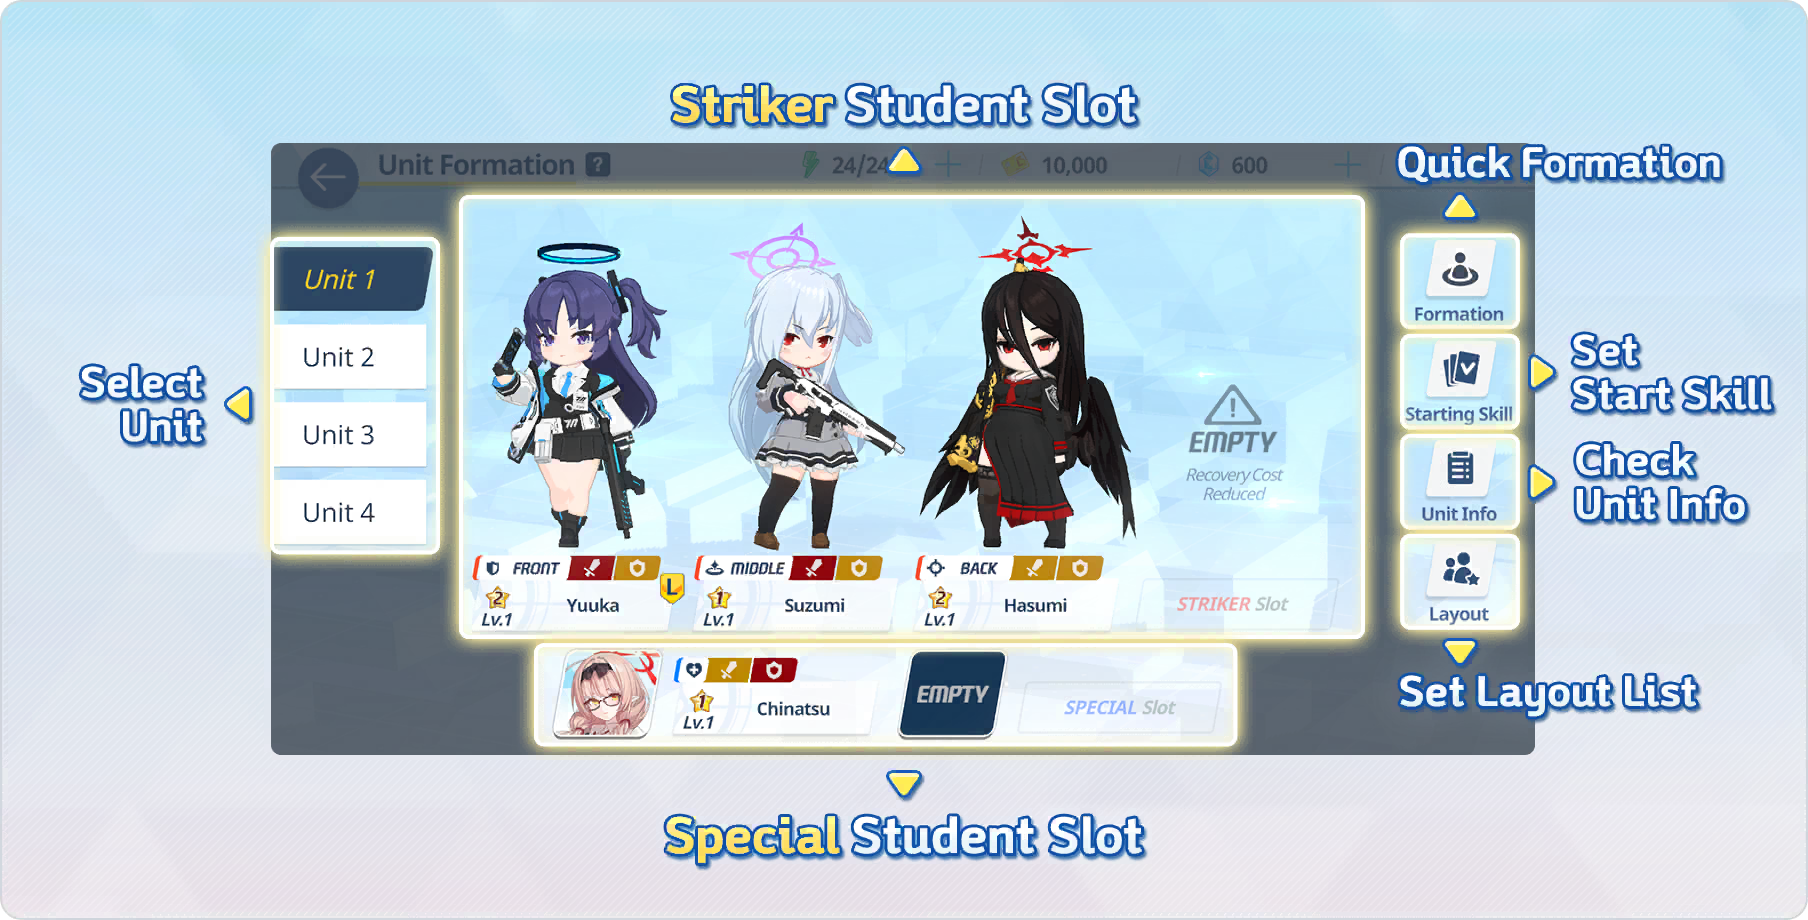 Striker Student Slot
Unit Formation ?
24/24
10,000
600
Quick Formation
Unit 1
Unit 2
Unit 3
Unit 4
Select
Unit
EMPTY
Recovery Cost
Reduced
FRONT
2
Lv.1
Yuuka
L
MIDDLE
1
Lv.1
Suzumi
BACK
2
Lv.1
Hasumi
STRIKER Slot
Formation
Starting Skill
Set
Start Skill
Unit Info
Check
Unit Info
Layout
Set Layout List
1
Lv.1
Chinatsu
EMPTY
SPECIAL Slot
Special Student Slot